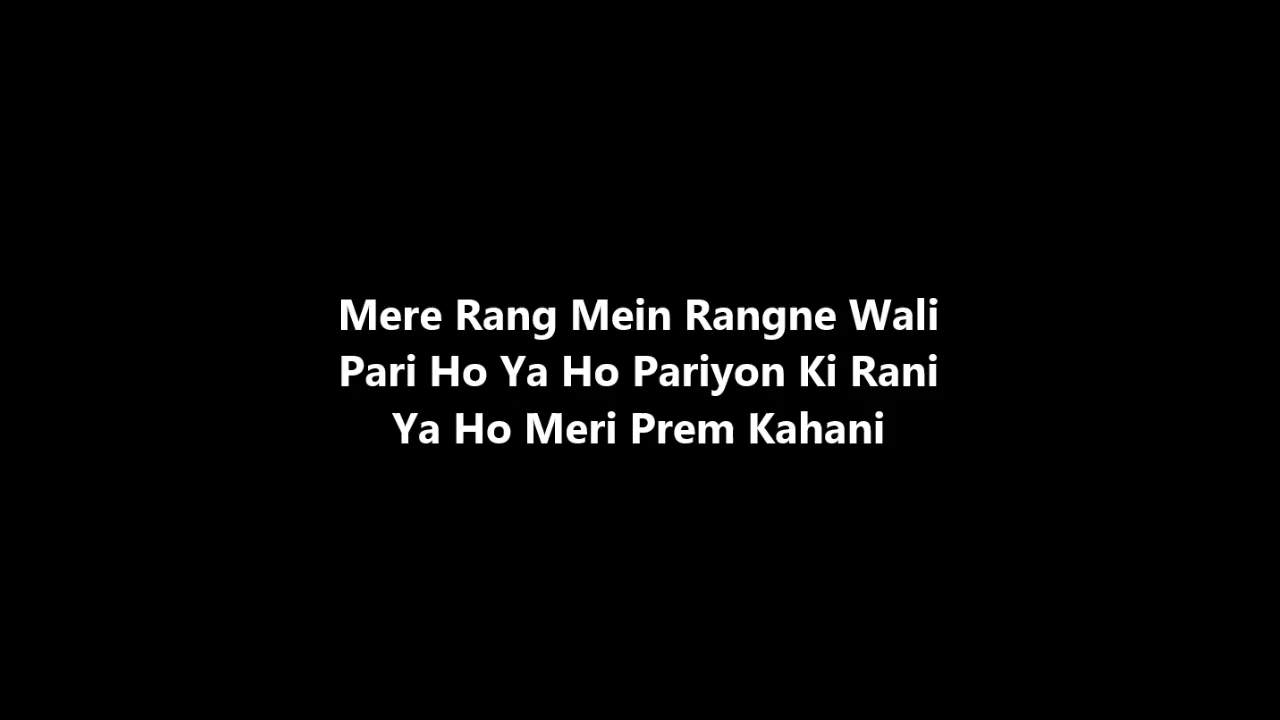 Mere Rang Mein Rangne Wali
Pari Ho Ya Ho Pariyon Ki Rani
Ya Ho Meri Prem Kahani